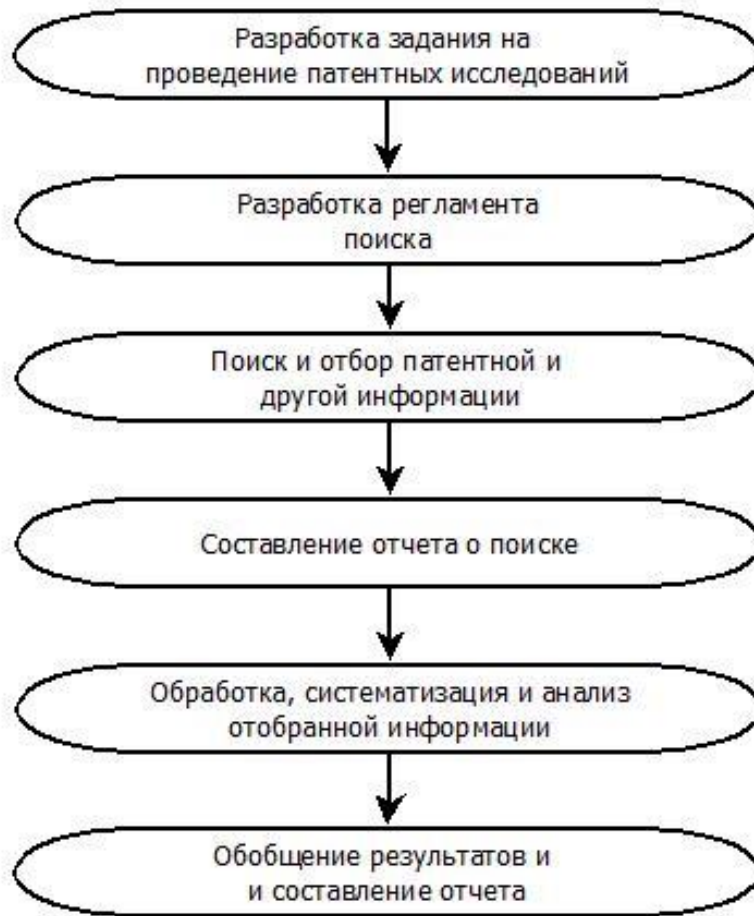 Разработка задания на
проведение патентных исследований
Разработка регламента
поиска
Поиск и отбор патентной и
другой информации
Составление отчета о поиске
Обработка, систематизация и анализ
отобранной информации
Обобщение результатов и
и составление отчета